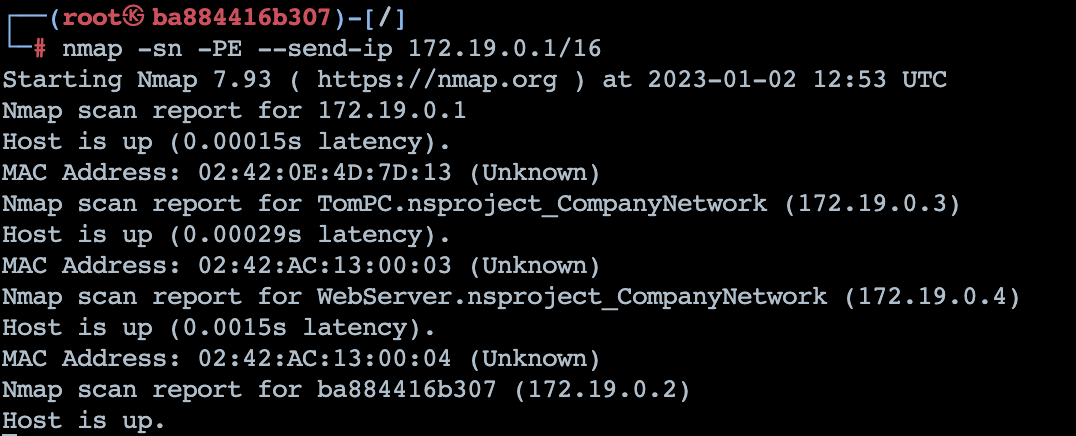 ┌──(root㉿ba884416b307)-[/]
└─# nmap -sn -PE --send-ip 172.19.0.1/16
Starting Nmap 7.93 ( https://nmap.org ) at 2023-01-02 12:53 UTC
Nmap scan report for 172.19.0.1
Host is up (0.00015s latency).
MAC Address: 02:42:0E:4D:7D:13 (Unknown)
Nmap scan report for TomPC.nsproject_CompanyNetwork (172.19.0.3)
Host is up (0.00029s latency).
MAC Address: 02:42:AC:13:00:03 (Unknown)
Nmap scan report for WebServer.nsproject_CompanyNetwork (172.19.0.4)
Host is up (0.0015s latency).
MAC Address: 02:42:AC:13:00:04 (Unknown)
Nmap scan report for ba884416b307 (172.19.0.2)
Host is up.